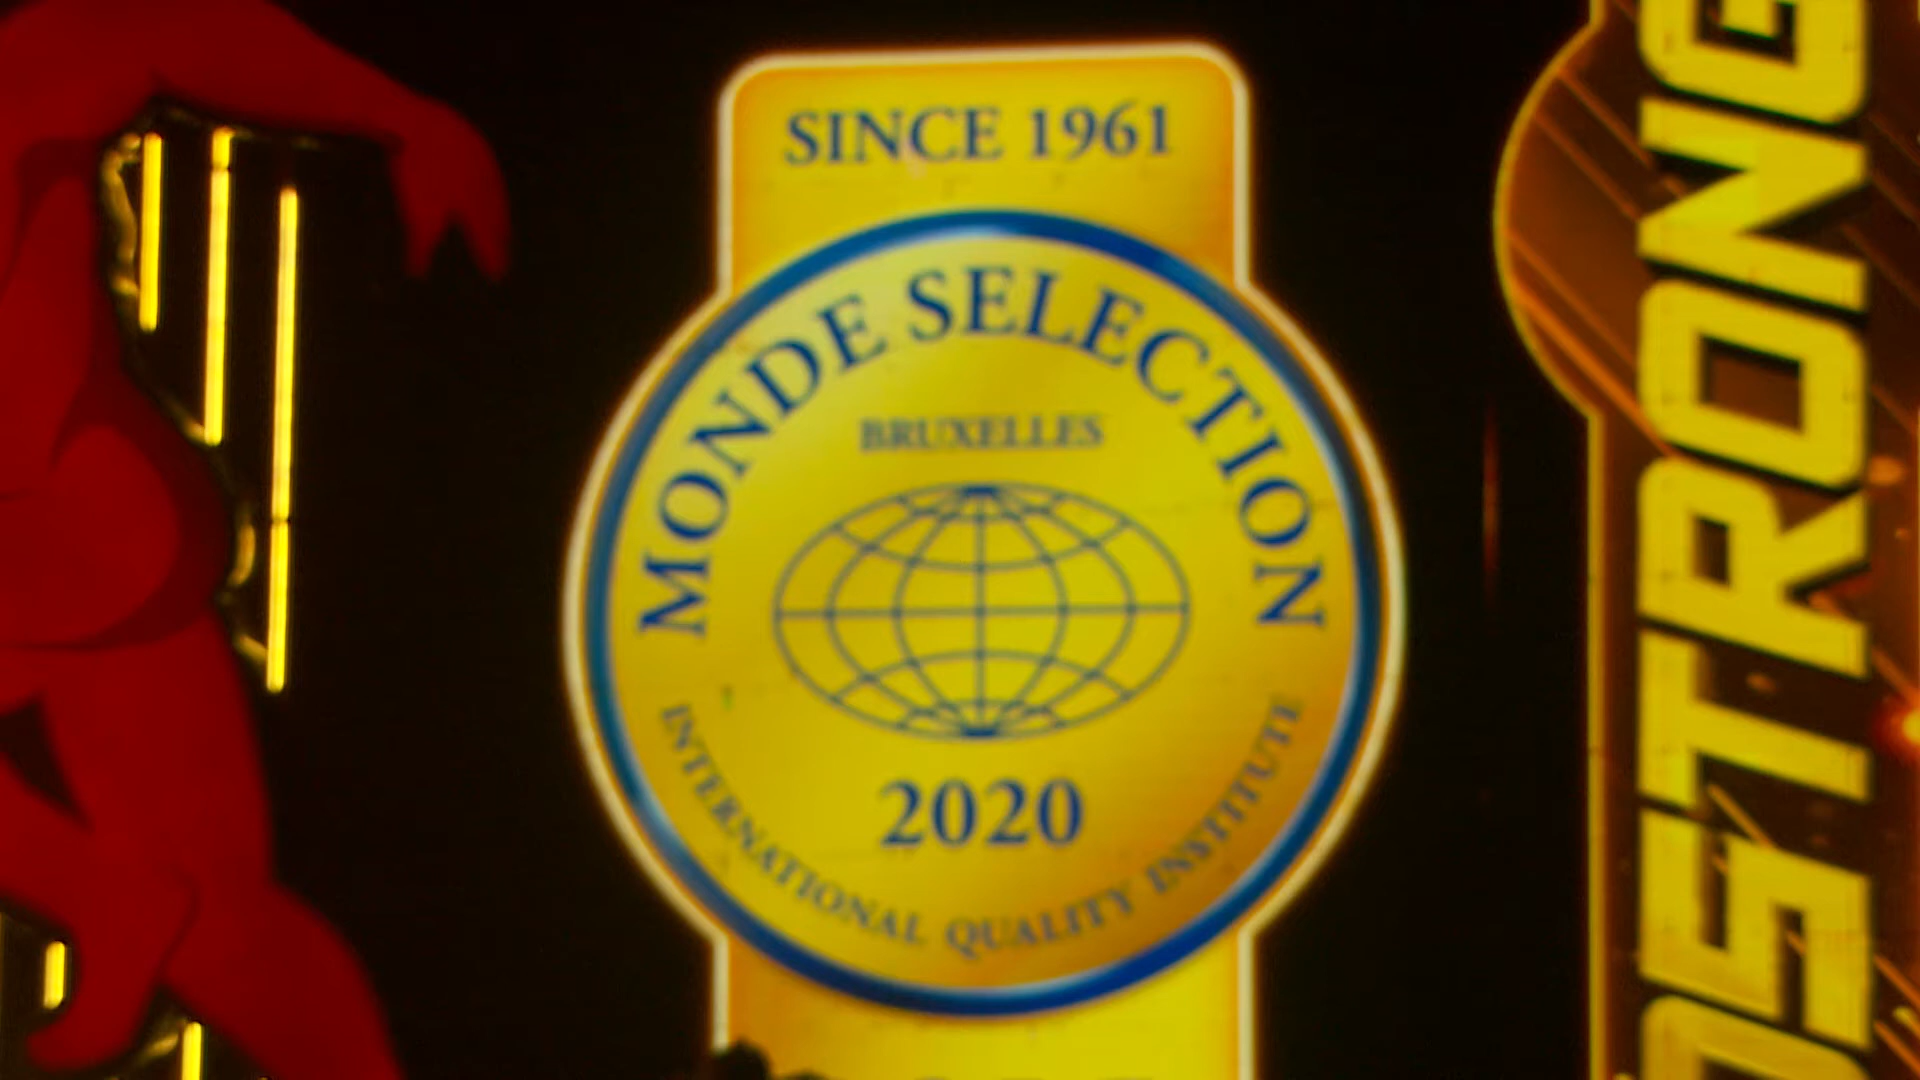 SINCE 1961
MONDE SELECTION
BRUXELLES
2020
INTERNATIONAL QUALITY INSTITUTE
STRONG